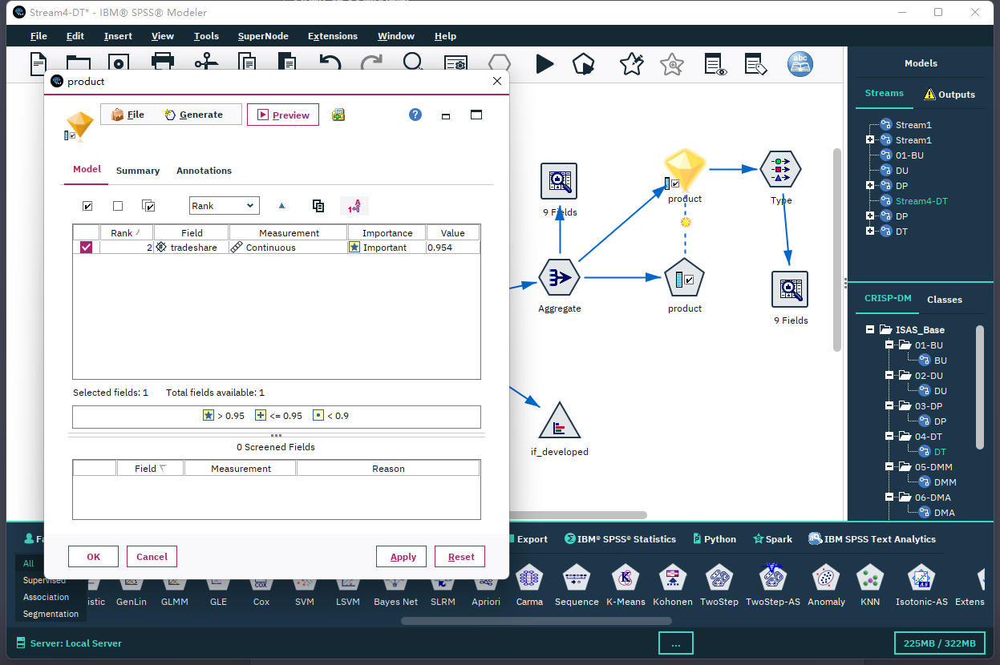 Stream4-DT* - IBM® SPSS® Modeler
File Edit Insert View Tools SuperNode Extensions Window Help
abc
product
File Generate Preview
?
Model Summary Annotations
Rank
Rank Field Measurement Importance Value
2 tradeshare Continuous Important 0.954
Selected fields: 1 Total fields available: 1
> 0.95 <= 0.95 < 0.9
0 Screened Fields
Field Measurement Reason
OK Cancel Apply Reset
9 Fields
product
Type
Aggregate
product
9 Fields
if_developed
Models
Streams Outputs
Stream1
Stream1
01-BU
DU
DP
Stream4-DT
DP
DT
CRISP-DM Classes
ISAS_Base
01-BU
BU
02-DU
DU
03-DP
DP
04-DT
DT
05-DMM
DMM
06-DMA
DMA
Export IBM® SPSS® Statistics Python Spark IBM SPSS Text Analytics
All
Supervised
Association
Segmentation
GenLin GLMM GLE Cox SVM LSVM Bayes Net SLRM Apriori Carma Sequence K-Means Kohonen TwoStep TwoStep-AS Anomaly KNN Isotonic-AS Extens
Server: Local Server
...
225MB / 322MB